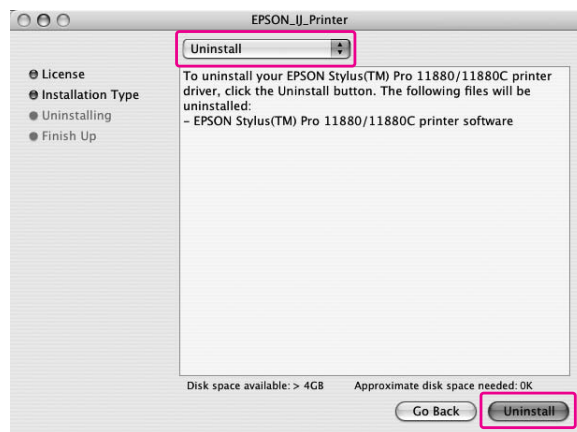 EPSON_IJ_Printer
Uninstall
License
Installation Type
Uninstalling
Finish Up
To uninstall your EPSON Stylus(TM) Pro 11880/11880C printer
driver, click the Uninstall button. The following files will be
uninstalled:
– EPSON Stylus(TM) Pro 11880/11880C printer software
Disk space available: > 4GB Approximate disk space needed: 0K
Go Back Uninstall